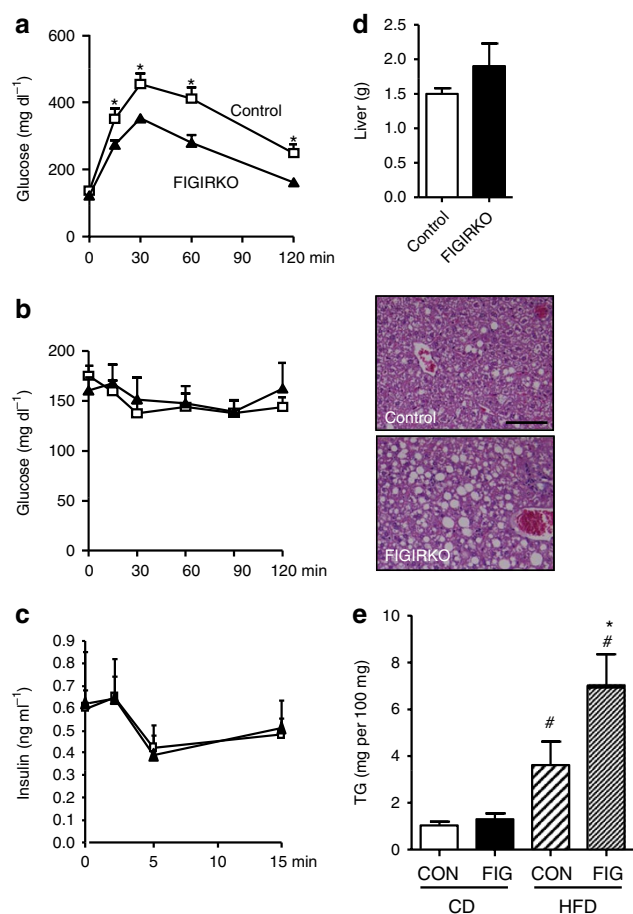 a
600
400
200
0
Glucose (mg dl⁻¹)
*
*
*
*
Control
FIGIRKO
0 30 60 90 120 min
d
2.5
2.0
1.5
1.0
0.5
0.0
Liver (g)
Control
FIGIRKO
b
200
150
100
50
0
Glucose (mg dl⁻¹)
0 30 60 90 120 min
Control
FIGIRKO
c
0.9
0.8
0.7
0.6
0.5
0.4
0.3
0.2
0.1
0.0
Insulin (ng ml⁻¹)
0 5 10 15 min
e
10
8
6
4
2
0
TG (mg per 100 mg)
#
*
#
CON FIG CON FIG
CD HFD